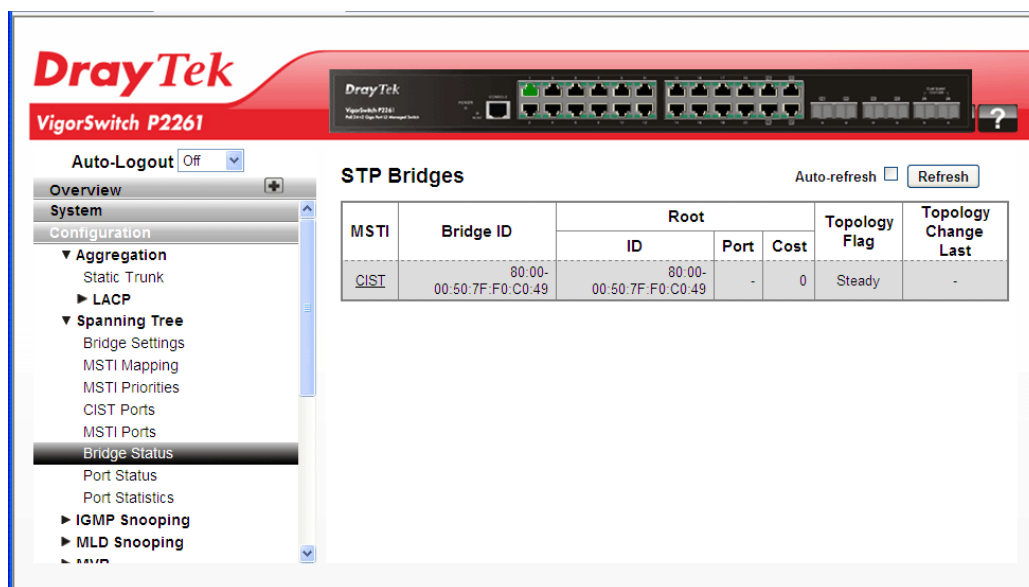 DrayTek
VigorSwitch P2261
DrayTek
VigorSwitch P2261
?
Auto-Logout Off
Overview
System
Configuration
▼ Aggregation
Static Trunk
► LACP
▼ Spanning Tree
Bridge Settings
MSTI Mapping
MSTI Priorities
CIST Ports
MSTI Ports
Bridge Status
Port Status
Port Statistics
► IGMP Snooping
► MLD Snooping
► MVR
STP Bridges
Auto-refresh Refresh
MSTI Bridge ID Root Topology Flag Topology Change Last
ID Port Cost
CIST 80:00-00:50:7F:F0:C0:49 80:00-00:50:7F:F0:C0:49 - 0 Steady -